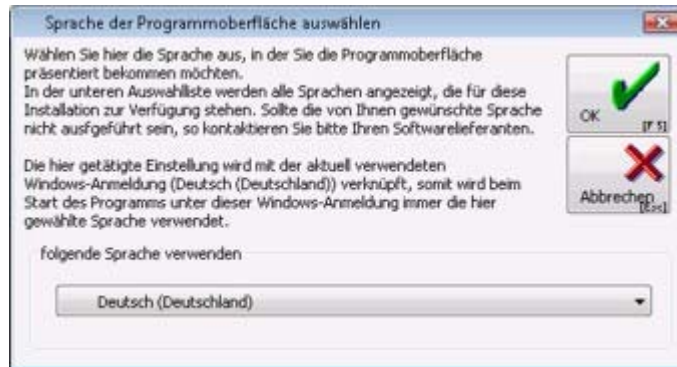 Sprache der Programmoberfläche auswählen
Wählen Sie hier die Sprache aus, in der Sie die Programmoberfläche
präsentiert bekommen möchten.
In der unteren Auswahlliste werden alle Sprachen angezeigt, die für diese
Installation zur Verfügung stehen. Sollte die von Ihnen gewünschte Sprache
nicht ausgeführt sein, so kontaktieren Sie bitte Ihren Softwarelieferanten.
Die hier getätigte Einstellung wird mit der aktuell verwendeten
Windows-Anmeldung (Deutsch (Deutschland)) verknüpft, somit wird beim
Start des Programms unter dieser Windows-Anmeldung immer die hier
gewählte Sprache verwendet.
OK
[F 5]
Abbrechen
[Esc]
folgende Sprache verwenden
Deutsch (Deutschland)